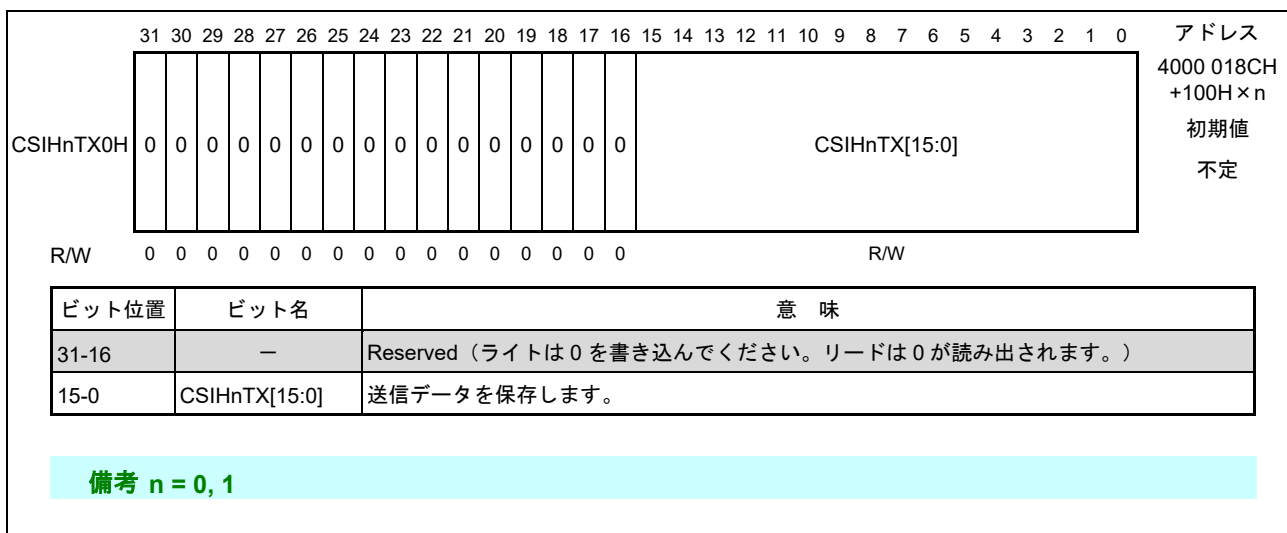 31 30 29 28 27 26 25 24 23 22 21 20 19 18 17 16 15 14 13 12 11 10 9 8 7 6 5 4 3 2 1 0 アドレス
4000 018CH
+100H×n
CSIHnTX0H 0 0 0 0 0 0 0 0 0 0 0 0 0 0 0 0 CSIHnTX[15:0] 初期値
不定
R/W 0 0 0 0 0 0 0 0 0 0 0 0 0 0 0 0 R/W
ビット位置 ビット名 意 味
31-16 － Reserved（ライトは 0 を書き込んでください。リードは 0 が読み出されます。）
15-0 CSIHnTX[15:0] 送信データを保存します。
備考 n = 0, 1